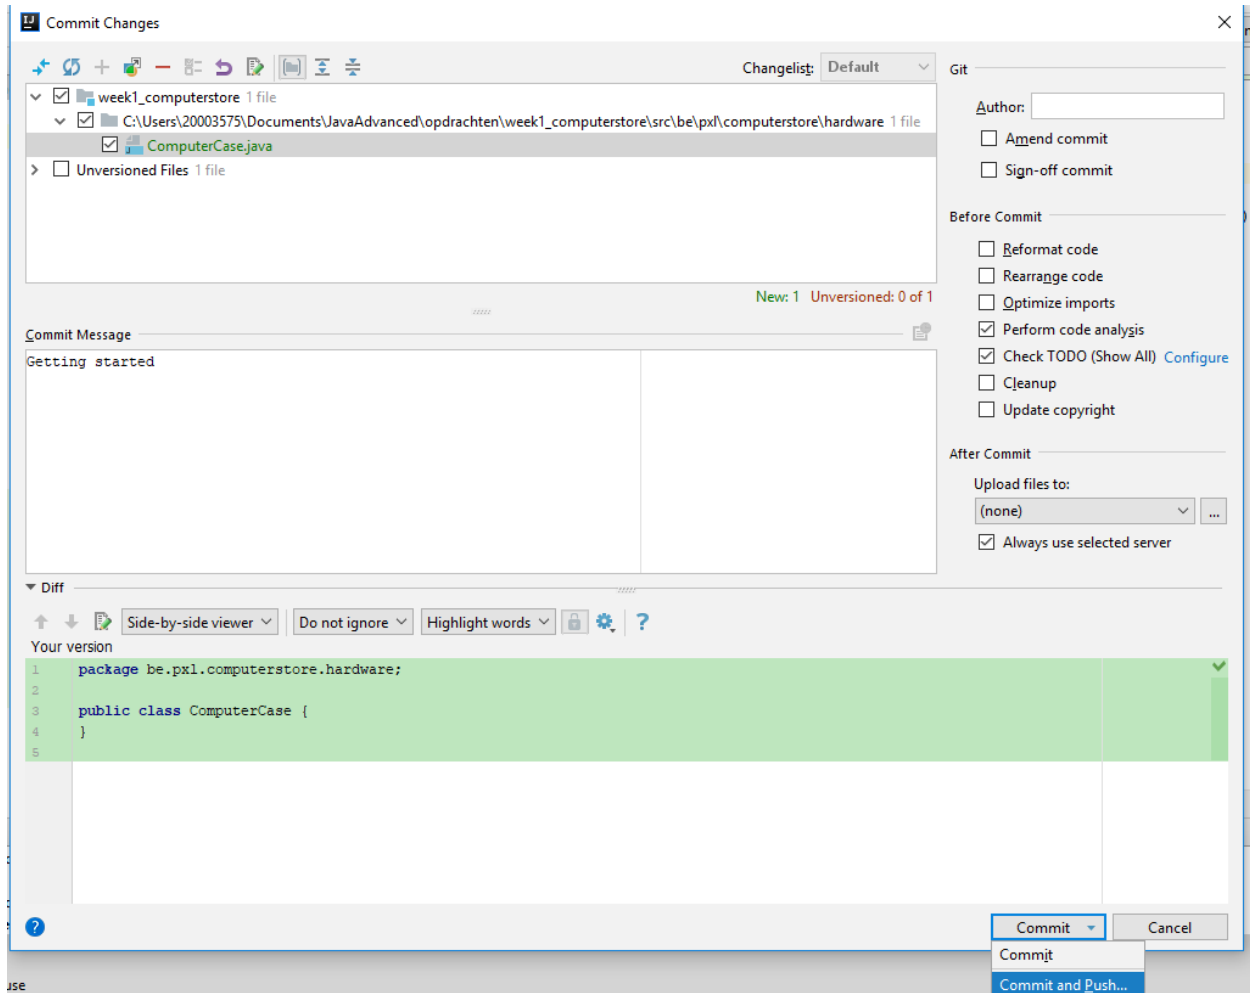 Commit Changes
Changelist: Default
week1_computerstore 1 file
C:\Users\20003575\Documents\JavaAdvanced\opdrachten\week1_computerstore\src\be\pxl\computerstore\hardware 1 file
ComputerCase.java
Unversioned Files 1 file
New: 1 Unversioned: 0 of 1
Commit Message
Getting started
Git
Author:
Amend commit
Sign-off commit
Before Commit
Reformat code
Rearrange code
Optimize imports
Perform code analysis
Check TODO (Show All) Configure
Cleanup
Update copyright
After Commit
Upload files to:
(none)
...
Always use selected server
Diff
Side-by-side viewer Do not ignore Highlight words ?
Your version
1 package be.pxl.computerstore.hardware;
2
3 public class ComputerCase {
4 }
5
? Commit Cancel
Commit
Commit and Push...
use